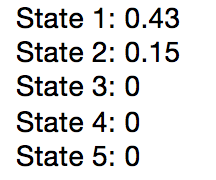 State 1: 0.43
State 2: 0.15
State 3: 0
State 4: 0
State 5: 0